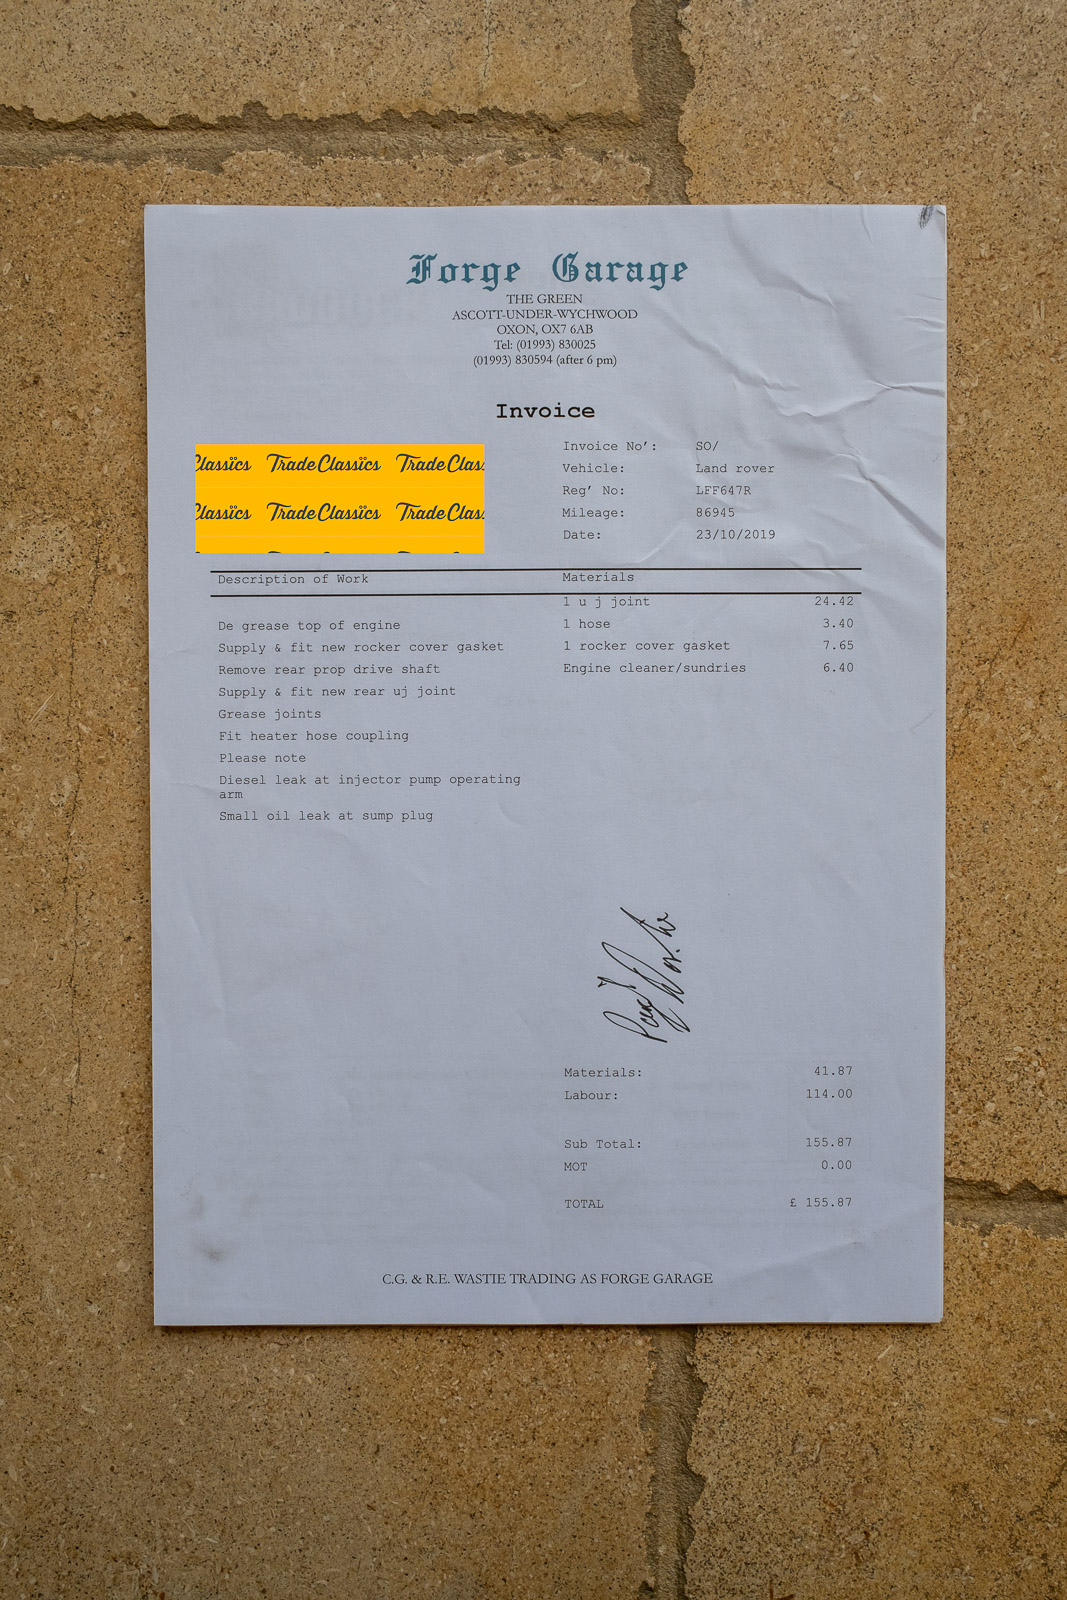 Forge Garage
THE GREEN
ASCOTT-UNDER-WYCHWOOD
OXON, OX7 6AB
Tel: (01993) 830025
(01993) 830594 (after 6 pm)
Invoice
Classics TradeClassics TradeClas
Classics TradeClassics TradeClas
Invoice No': SO/
Vehicle: Land rover
Reg' No: LFF647R
Mileage: 86945
Date: 23/10/2019
Description of Work Materials
1 u j joint 24.42
De grease top of engine 1 hose 3.40
Supply & fit new rocker cover gasket 1 rocker cover gasket 7.65
Remove rear prop drive shaft Engine cleaner/sundries 6.40
Supply & fit new rear uj joint
Grease joints
Fit heater hose coupling
Please note
Diesel leak at injector pump operating
arm
Small oil leak at sump plug
Materials: 41.87
Labour: 114.00
Sub Total: 155.87
MOT 0.00
TOTAL £ 155.87
C.G. & R.E. WASTIE TRADING AS FORGE GARAGE